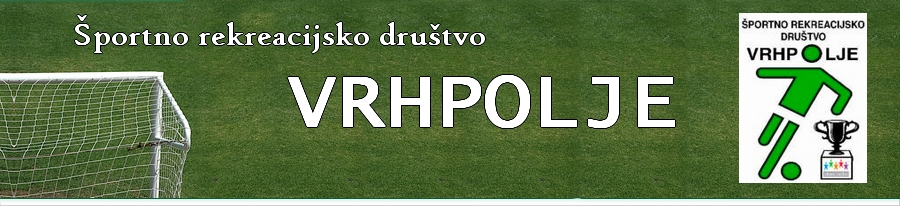 Športno rekreacijsko društvo
VRHPOLJE
ŠPORTNO REKREACIJSKO
DRUŠTVO
VRHPOLJE